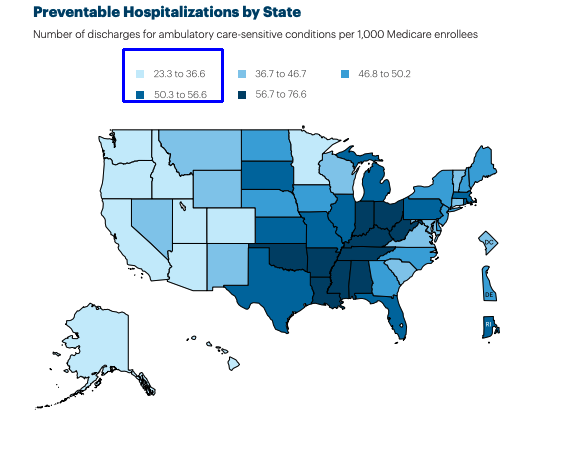 Preventable Hospitalizations by State
Number of discharges for ambulatory care-sensitive conditions per 1,000 Medicare enrollees
23.3 to 36.6 36.7 to 46.7 46.8 to 50.2
50.3 to 56.6 56.7 to 76.6
DC
DE
RI